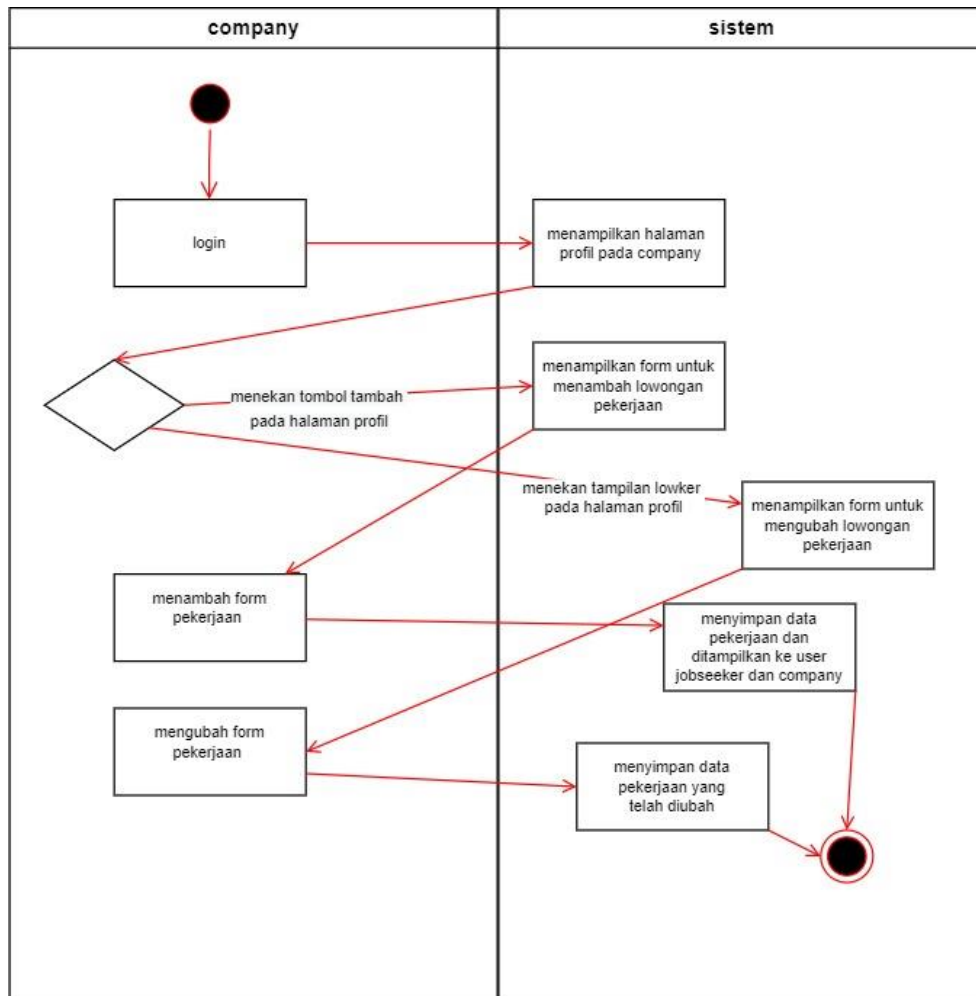 company
sistem
login
menampilkan halaman
profil pada company
menekan tombol tambah
pada halaman profil
menampilkan form untuk
menambah lowongan
pekerjaan
menekan tampilan lowker
pada halaman profil
menampilkan form untuk
mengubah lowongan
pekerjaan
menambah form
pekerjaan
menyimpan data
pekerjaan dan
ditampilkan ke user
jobseeker dan company
mengubah form
pekerjaan
menyimpan data
pekerjaan yang
telah diubah